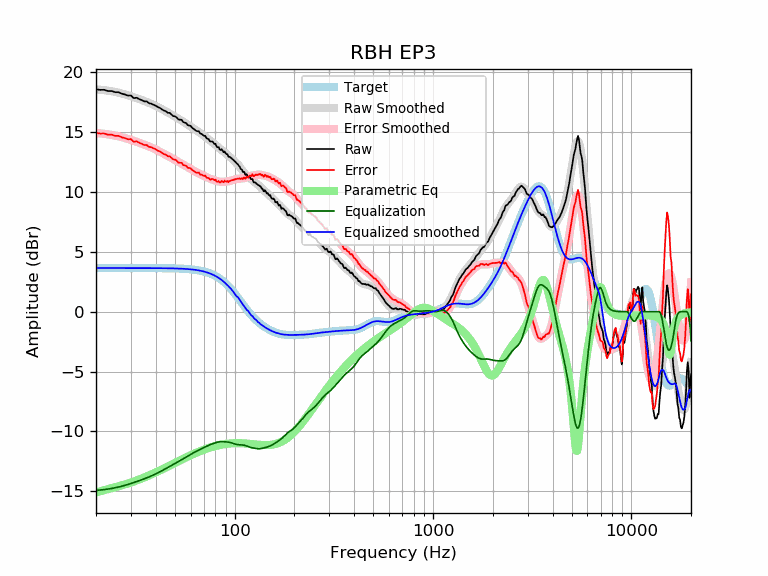 RBH EP3
20
15
10
5
0
−5
−10
−15
Amplitude (dBr)
Target
Raw Smoothed
Error Smoothed
Raw
Error
Parametric Eq
Equalization
Equalized smoothed
100
1000
10000
Frequency (Hz)